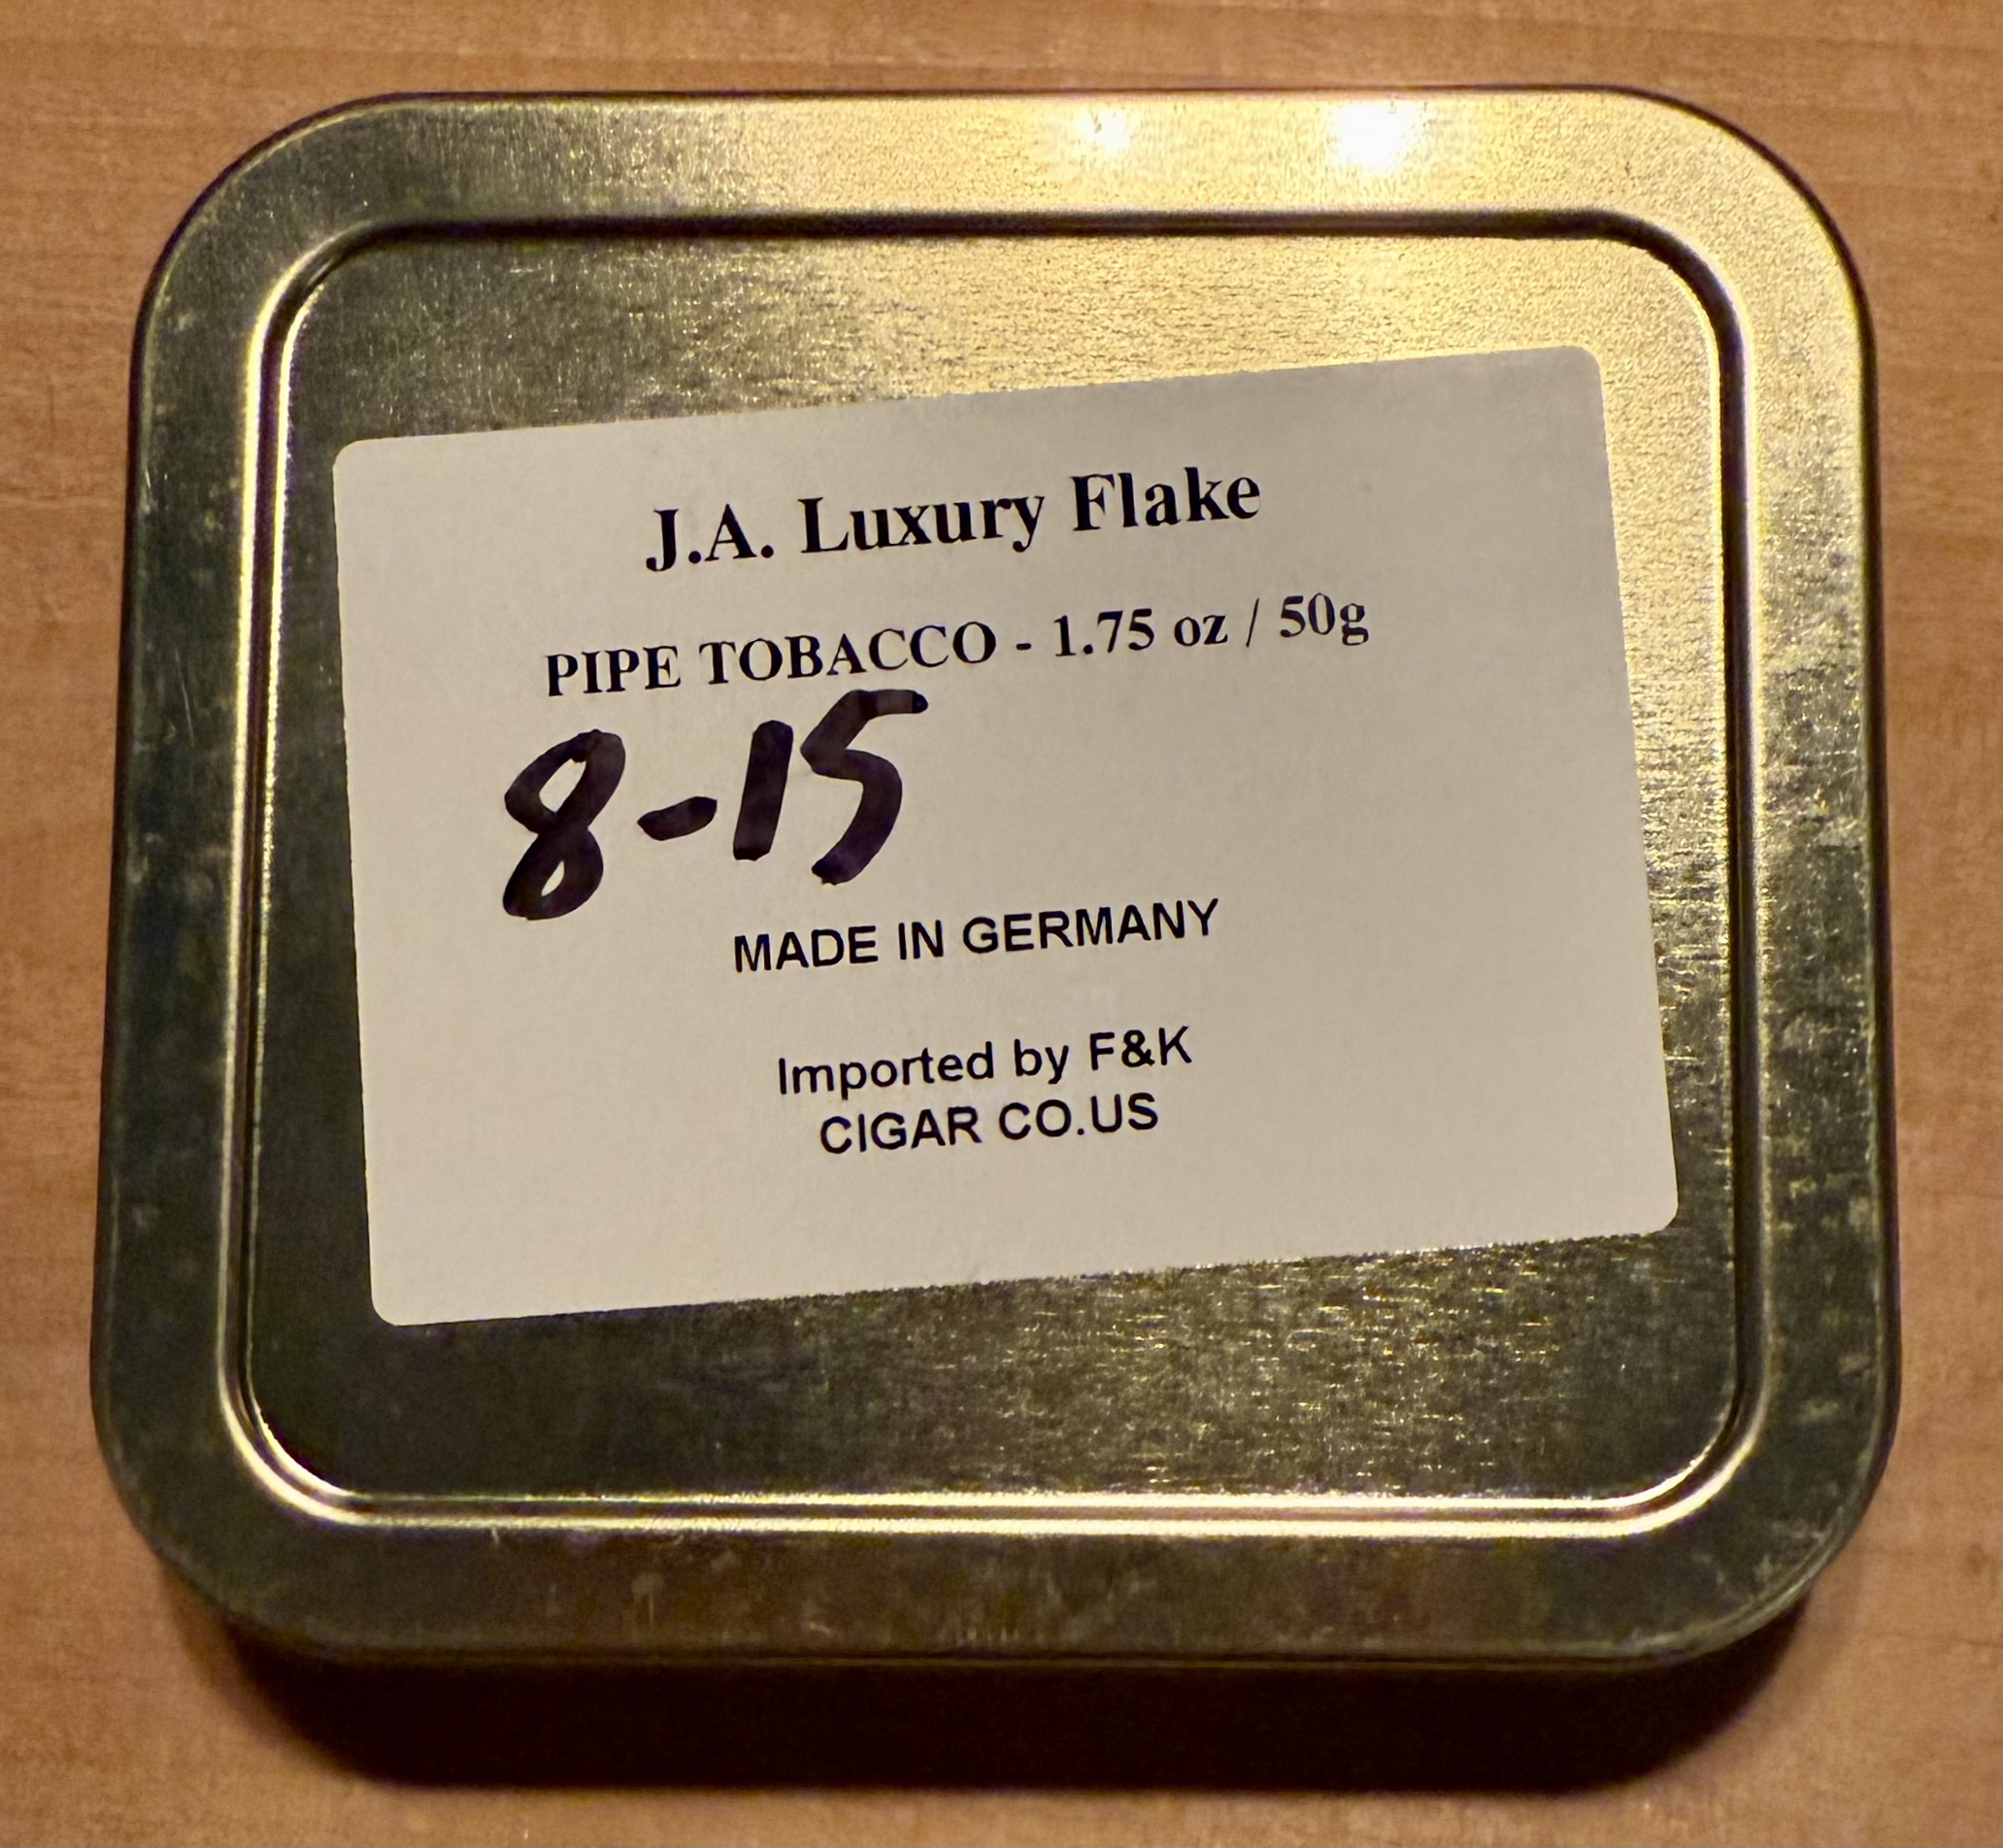 J.A. Luxury Flake
PIPE TOBACCO - 1.75 oz / 50g
8-15
MADE IN GERMANY
Imported by F&K
CIGAR CO.US